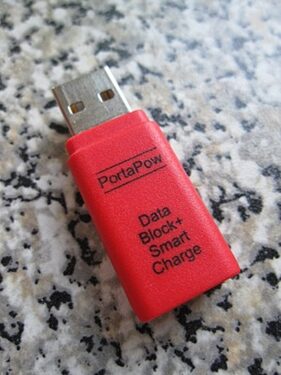 PortaPow
Data
Block+
Smart
Charge